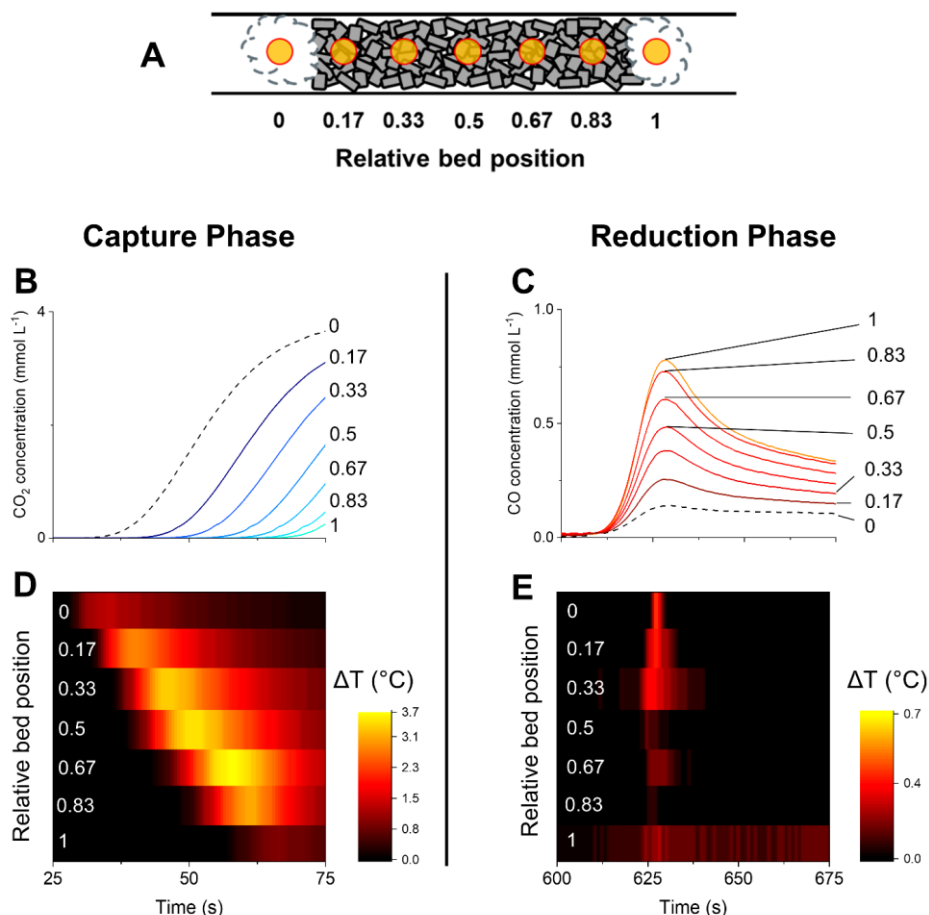 A
0 0.17 0.33 0.5 0.67 0.83 1
Relative bed position
Capture Phase
Reduction Phase
B
CO₂ concentration (mmol L⁻¹)
4
2
0
0
0.17
0.33
0.5
0.67
0.83
1
C
CO concentration (mmol L⁻¹)
1.0
0.5
0.0
1
0.83
0.67
0.5
0.33
0.17
0
D
Relative bed position
0
0.17
0.33
0.5
0.67
0.83
1
25 50 75
Time (s)
ΔT (°C)
3.7
3.1
2.3
1.5
0.8
0.0
E
Relative bed position
0
0.17
0.33
0.5
0.67
0.83
1
600 625 650 675
Time (s)
ΔT (°C)
0.7
0.4
0.0